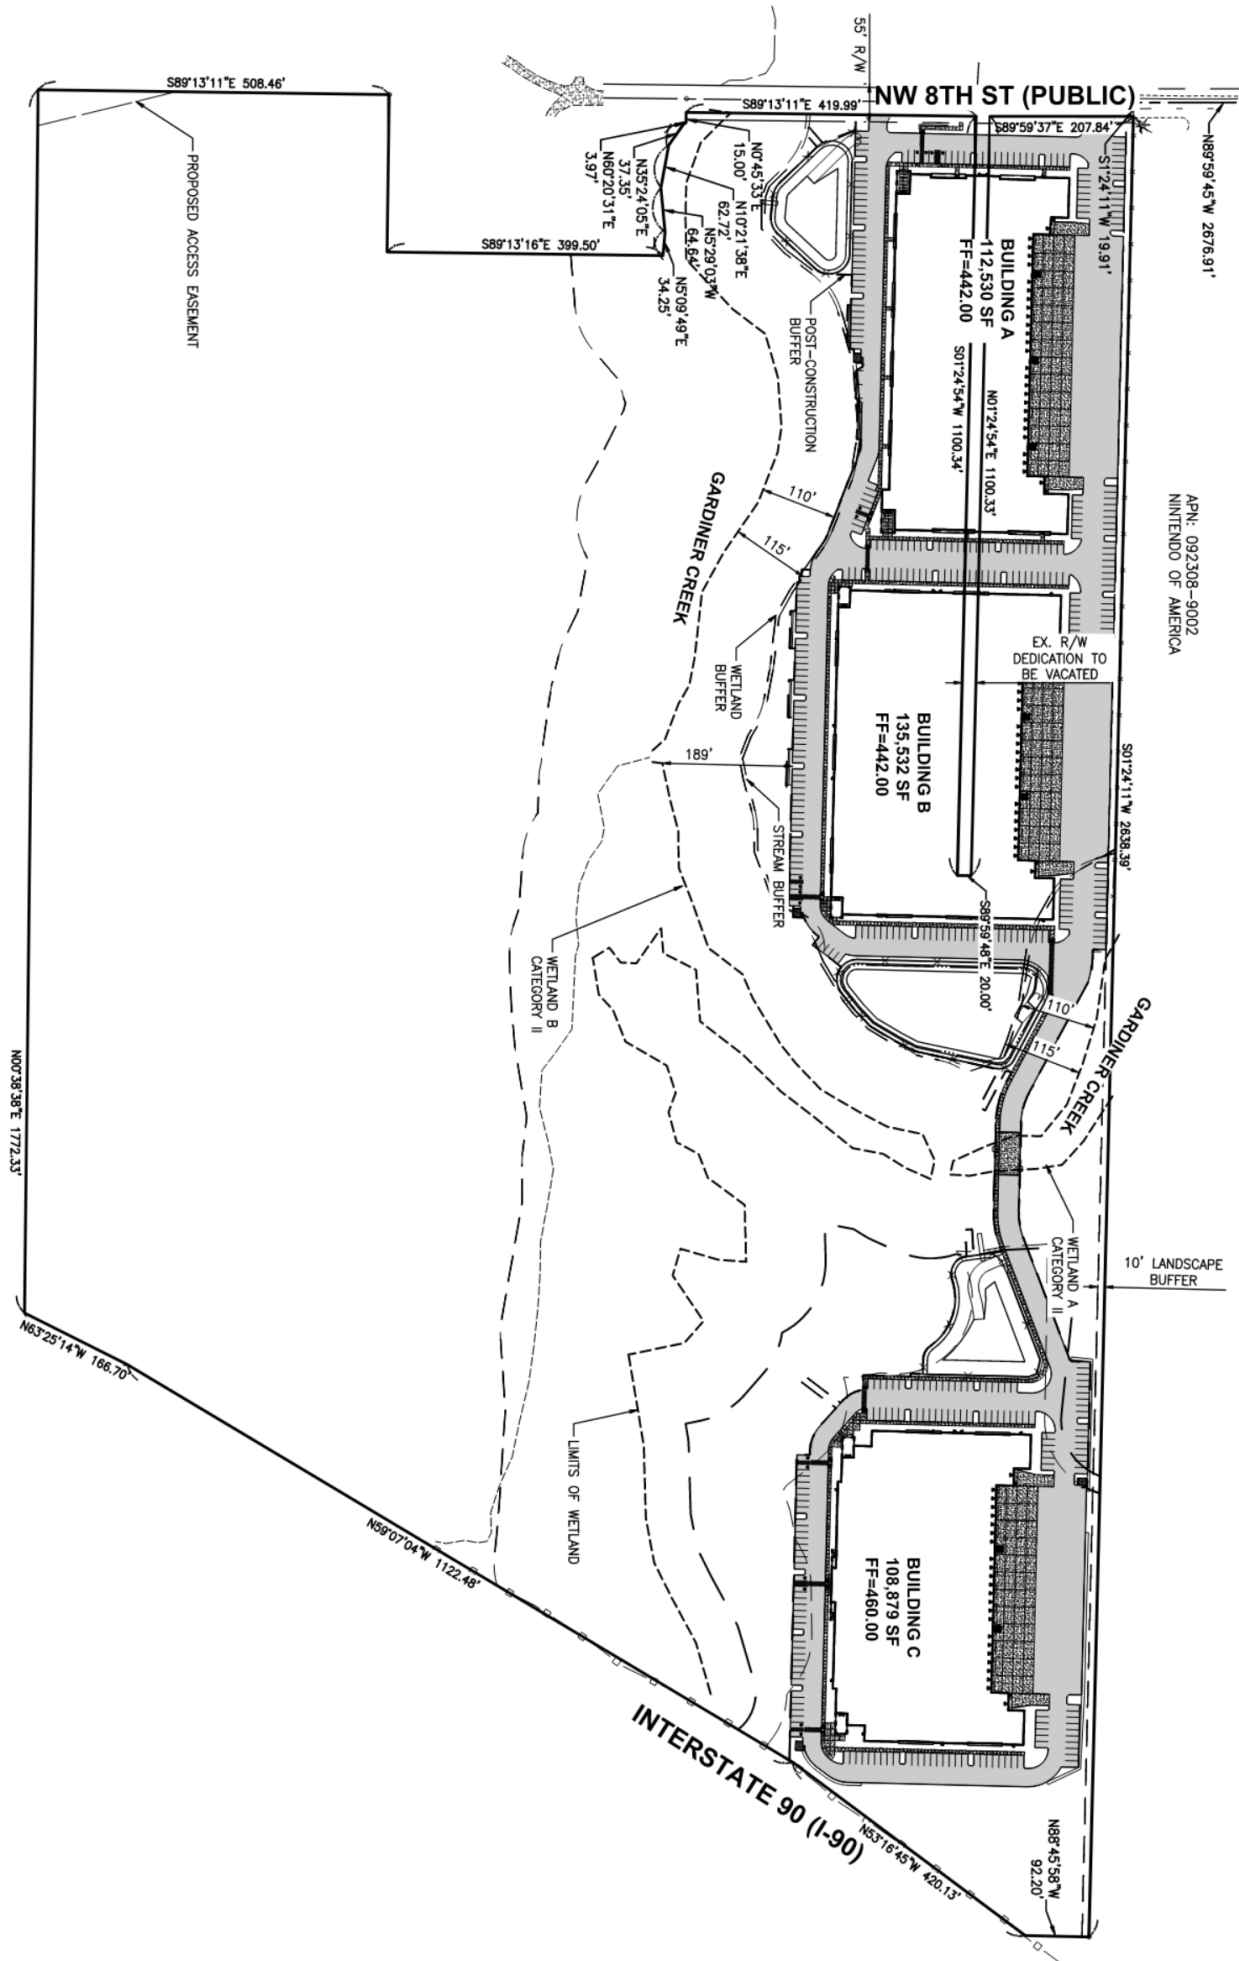 55' R/W
NW 8TH ST (PUBLIC)
S89°13'11"E 508.46'
S89°13'11"E 419.99'
S89°59'37"E 207.84'
N89°59'45"W 2676.91'
S1°24'11"W 19.91'
PROPOSED ACCESS EASEMENT
N0°45'33"E
15.00'
N35°24'05"E
37.35'
N60°20'31"E
3.97'
N10°21'38"E
62.72'
N5°29'03"W
64.64'
N5°09'49"E
34.25'
S89°13'16"E 399.50'
POST-CONSTRUCTION
BUFFER
BUILDING A
112,530 SF
FF=442.00
S01°24'54"W 1100.34'
N01°24'54"E 1100.33'
APN: 092308-9002
NINTENDO OF AMERICA
GARDINER CREEK
110'
115'
WETLAND
BUFFER
EX. R/W
DEDICATION TO
BE VACATED
BUILDING B
135,532 SF
FF=442.00
189'
STREAM BUFFER
S01°24'11"W 2638.39'
S89°59'48"E 20.00'
WETLAND B
CATEGORY II
110'
115'
GARDINER CREEK
N00°38'38"E 1772.33'
WETLAND A
CATEGORY II
10' LANDSCAPE
BUFFER
N63°25'14"W 166.70'
LIMITS OF WETLAND
N59°07'04"W 1122.48'
BUILDING C
108,879 SF
FF=460.00
INTERSTATE 90 (I-90)
N53°16'45"W 420.13'
N88°45'58"W
92.20'